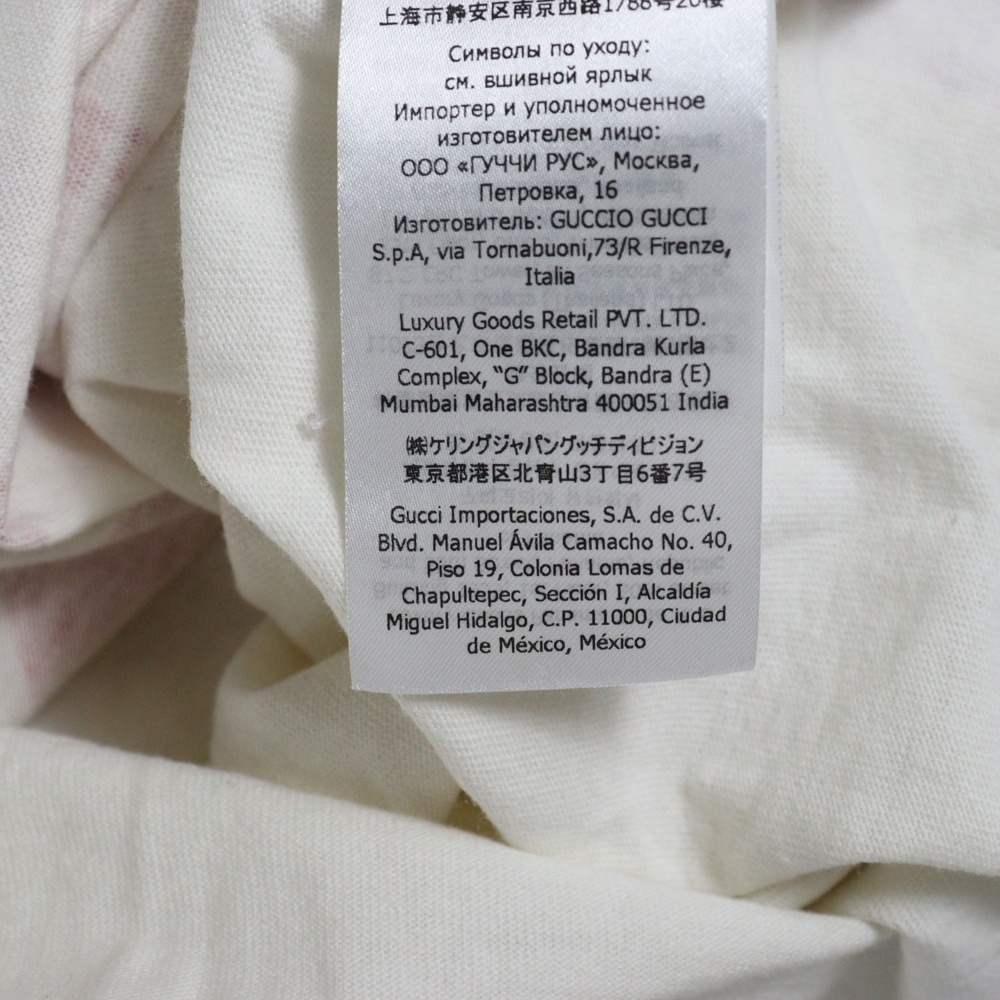 上海市静安区南京西路1788号20楼
Символы по уходу:
см. вшивной ярлык
Импортер и уполномоченное
изготовителем лицо:
ООО «ГУЧЧИ РУС», Москва,
Петровка, 16
Изготовитель: GUCCIO GUCCI
S.p.A, via Tornabuoni,73/R Firenze,
Italia
Luxury Goods Retail PVT. LTD.
C-601, One BKC, Bandra Kurla
Complex, “G” Block, Bandra (E)
Mumbai Maharashtra 400051 India
㈱ケリングジャパングッチディビジョン
東京都港区北青山3丁目6番7号
Gucci Importaciones, S.A. de C.V.
Blvd. Manuel Ávila Camacho No. 40,
Piso 19, Colonia Lomas de
Chapultepec, Sección I, Alcaldía
Miguel Hidalgo, C.P. 11000, Ciudad
de México, México